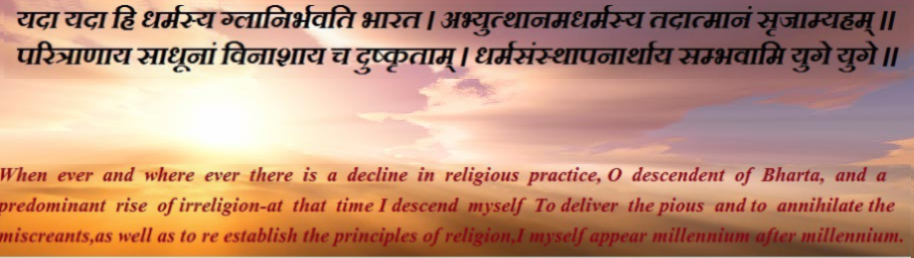 यदा यदा हि धर्मस्य ग्लानिर्भवति भारत । अभ्युत्थानमधर्मस्य तदात्मानं सृजाम्यहम् ॥
परित्राणाय साधूनां विनाशाय च दुष्कृताम् । धर्मसंस्थापनार्थाय सम्भवामि युगे युगे ॥
When ever and where ever there is a decline in religious practice, O descendent of Bharta, and a
predominant rise of irreligion-at that time I descend myself To deliver the pious and to annihilate the
miscreants,as well as to re establish the principles of religion,I myself appear millennium after millennium.